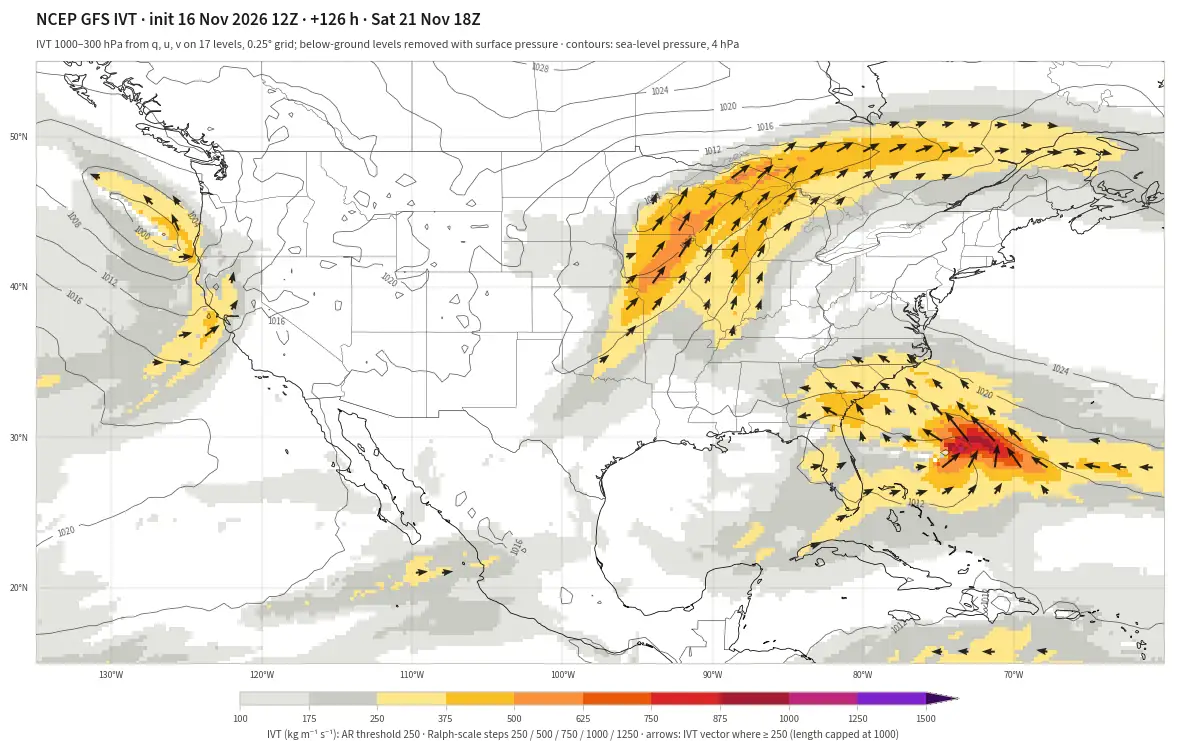 NCEP GFS IVT · init 16 Nov 2026 12Z · +126 h · Sat 21 Nov 18Z
IVT 1000–300 hPa from q, u, v on 17 levels, 0.25° grid; below-ground levels removed with surface pressure · contours: sea-level pressure, 4 hPa
1028
1024
1020
1016
1012
50°N
1008
1004
1000
1012
1016
1020
1016
40°N
1024
1020
30°N
1012
1020
1016
20°N
130°W 120°W 110°W 100°W 90°W 80°W 70°W
100 175 250 375 500 625 750 875 1000 1250 1500
IVT (kg m⁻¹ s⁻¹): AR threshold 250 · Ralph-scale steps 250 / 500 / 750 / 1000 / 1250 · arrows: IVT vector where ≥ 250 (length capped at 1000)